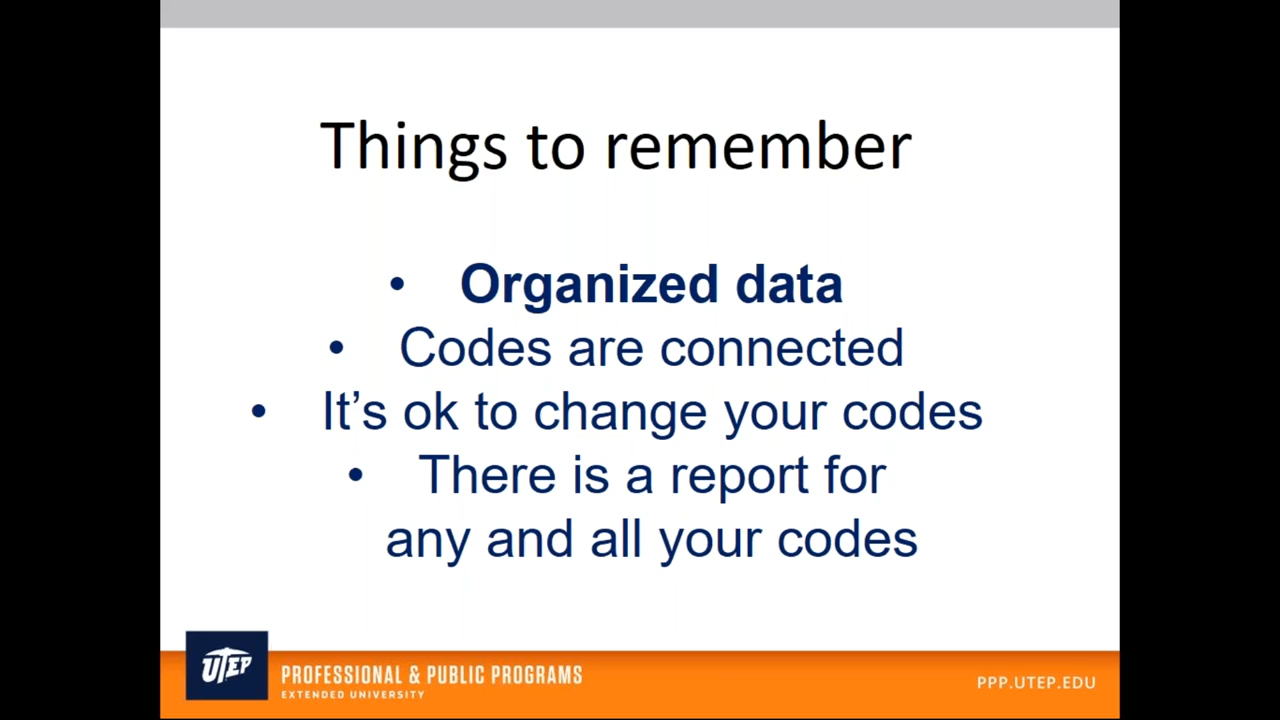 Things to remember
• Organized data
• Codes are connected
• It's ok to change your codes
• There is a report for
any and all your codes
UTEP
PROFESSIONAL & PUBLIC PROGRAMS
EXTENDED UNIVERSITY
PPP.UTEP.EDU